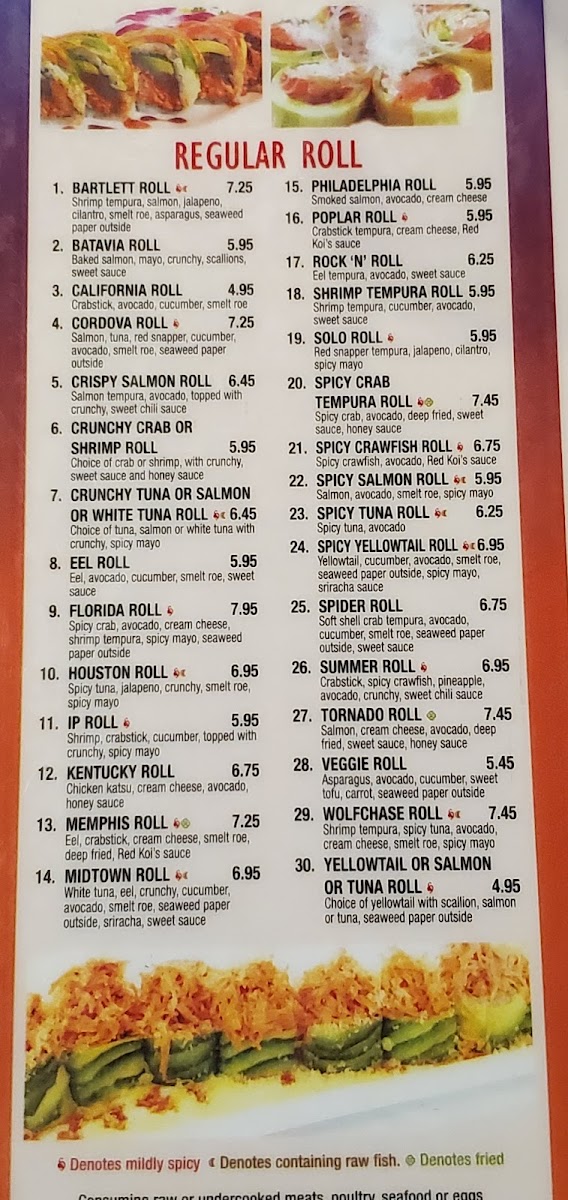 REGULAR ROLL
1. BARTLETT ROLL 7.25
Shrimp tempura, salmon, jalapeno,
cilantro, smelt roe, asparagus, seaweed
paper outside
2. BATAVIA ROLL 5.95
Baked salmon, mayo, crunchy, scallions,
sweet sauce
3. CALIFORNIA ROLL 4.95
Crabstick, avocado, cucumber, smelt roe
4. CORDOVA ROLL 7.25
Salmon, tuna, red snapper, cucumber,
avocado, smelt roe, seaweed paper
outside
5. CRISPY SALMON ROLL 6.45
Salmon tempura, avocado, topped with
crunchy, sweet chili sauce
6. CRUNCHY CRAB OR
SHRIMP ROLL 5.95
Choice of crab or shrimp, with crunchy,
sweet sauce and honey sauce
7. CRUNCHY TUNA OR SALMON
OR WHITE TUNA ROLL 6.45
Choice of tuna, salmon or white tuna with
crunchy, spicy mayo
8. EEL ROLL 5.95
Eel, avocado, cucumber, smelt roe, sweet
sauce
9. FLORIDA ROLL 7.95
Spicy crab, avocado, cream cheese,
shrimp tempura, spicy mayo, seaweed
paper outside
10. HOUSTON ROLL 6.95
Spicy tuna, jalapeno, crunchy, smelt roe,
spicy mayo
11. IP ROLL 5.95
Shrimp, crabstick, cucumber, topped with
crunchy, spicy mayo
12. KENTUCKY ROLL 6.75
Chicken katsu, cream cheese, avocado,
honey sauce
13. MEMPHIS ROLL 7.25
Eel, crabstick, cream cheese, smelt roe,
deep fried, Red Koi's sauce
14. MIDTOWN ROLL 6.95
White tuna, eel, crunchy, cucumber,
avocado, smelt roe, seaweed paper
outside, sriracha, sweet sauce
15. PHILADELPHIA ROLL 5.95
Smoked salmon, avocado, cream cheese
16. POPLAR ROLL 5.95
Crabstick tempura, cream cheese, Red
Koi's sauce
17. ROCK 'N' ROLL 6.25
Eel tempura, avocado, sweet sauce
18. SHRIMP TEMPURA ROLL 5.95
Shrimp tempura, cucumber, avocado,
sweet sauce
19. SOLO ROLL 5.95
Red snapper tempura, jalapeno, cilantro,
spicy mayo
20. SPICY CRAB
TEMPURA ROLL 7.45
Spicy crab, avocado, deep fried, sweet
sauce, honey sauce
21. SPICY CRAWFISH ROLL 6.75
Spicy crawfish, avocado, Red Koi's sauce
22. SPICY SALMON ROLL 5.95
Salmon, avocado, smelt roe, spicy mayo
23. SPICY TUNA ROLL 6.25
Spicy tuna, avocado
24. SPICY YELLOWTAIL ROLL 6.95
Yellowtail, cucumber, avocado, smelt roe,
seaweed paper outside, spicy mayo,
sriracha sauce
25. SPIDER ROLL 6.75
Soft shell crab tempura, avocado,
cucumber, smelt roe, seaweed paper
outside, sweet sauce
26. SUMMER ROLL 6.95
Crabstick, spicy crawfish, pineapple,
avocado, crunchy, sweet chili sauce
27. TORNADO ROLL 7.45
Salmon, cream cheese, avocado, deep
fried, sweet sauce, honey sauce
28. VEGGIE ROLL 5.45
Asparagus, avocado, cucumber, sweet
tofu, carrot, seaweed paper outside
29. WOLFCHASE ROLL 7.45
Shrimp tempura, spicy tuna, avocado,
cream cheese, smelt roe, spicy mayo
30. YELLOWTAIL OR SALMON
OR TUNA ROLL 4.95
Choice of yellowtail with scallion, salmon
or tuna, seaweed paper outside
Denotes mildly spicy Denotes containing raw fish. Denotes fried
Consuming raw or undercooked meats, poultry, seafood or eggs